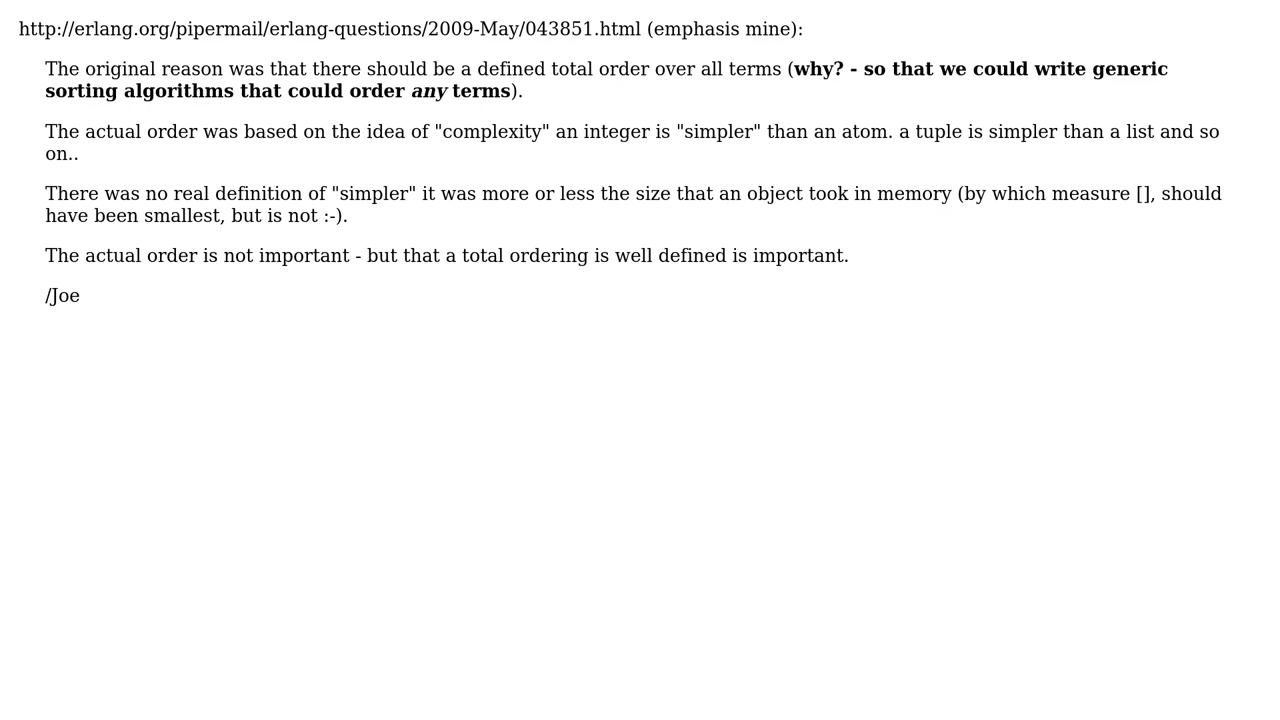 http://erlang.org/pipermail/erlang-questions/2009-May/043851.html (emphasis mine):
The original reason was that there should be a defined total order over all terms (why? - so that we could write generic
sorting algorithms that could order any terms).
The actual order was based on the idea of "complexity" an integer is "simpler" than an atom. a tuple is simpler than a list and so
on..
There was no real definition of "simpler" it was more or less the size that an object took in memory (by which measure [], should
have been smallest, but is not :-).
The actual order is not important - but that a total ordering is well defined is important.
/Joe